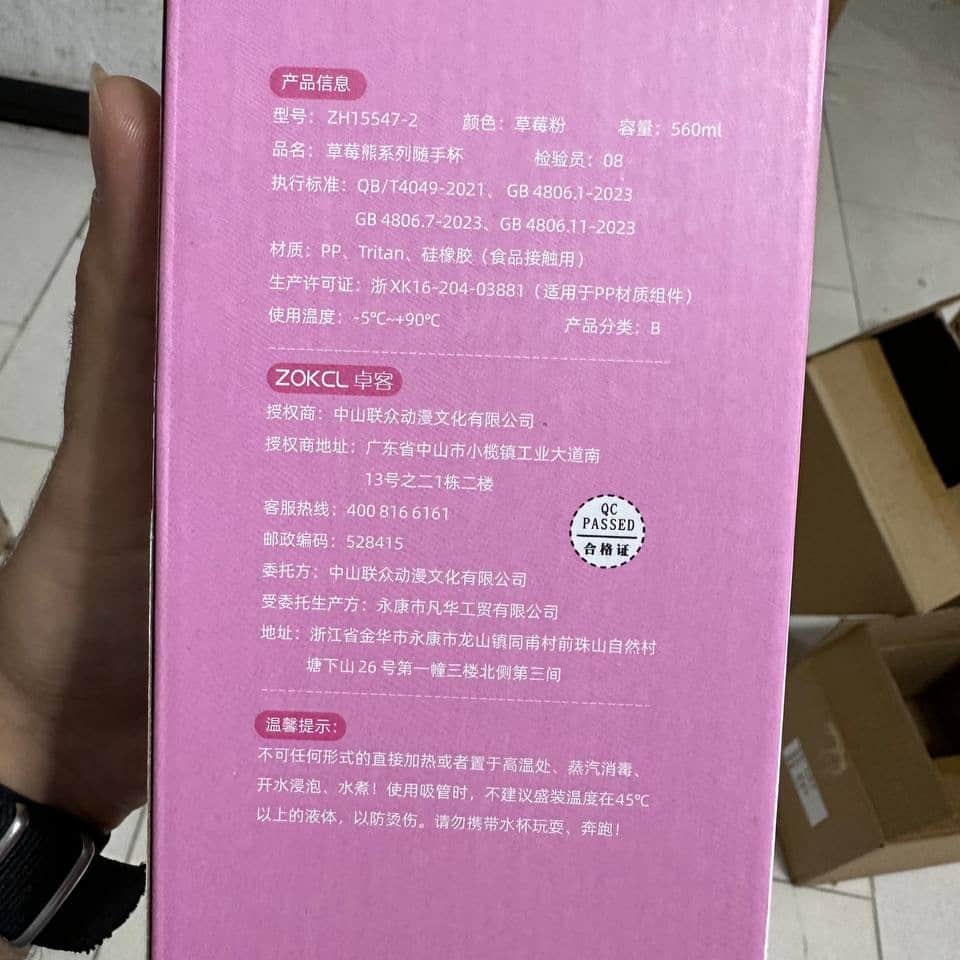 产品信息
型号：ZH15547-2 颜色：草莓粉 容量：560ml
品名：草莓熊系列随手杯 检验员：08
执行标准：QB/T4049-2021、GB 4806.1-2023
GB 4806.7-2023、GB 4806.11-2023
材质：PP、Tritan、硅橡胶（食品接触用）
生产许可证：浙XK16-204-03881（适用于PP材质组件）
使用温度：-5℃~+90℃ 产品分类：B
ZOKCL 卓客
授权商：中山联众动漫文化有限公司
授权商地址：广东省中山市小榄镇工业大道南
13号之二1栋二楼
客服热线：400 816 6161
邮政编码：528415
委托方：中山联众动漫文化有限公司
受委托生产方：永康市凡华工贸有限公司
地址：浙江省金华市永康市龙山镇同甫村前珠山自然村
塘下山 26 号第一幢三楼北侧第三间
QC
PASSED
合格证
温馨提示：
不可任何形式的直接加热或者置于高温处、蒸汽消毒、
开水浸泡、水煮！使用吸管时，不建议盛装温度在45℃
以上的液体，以防烫伤。请勿携带水杯玩耍、奔跑！